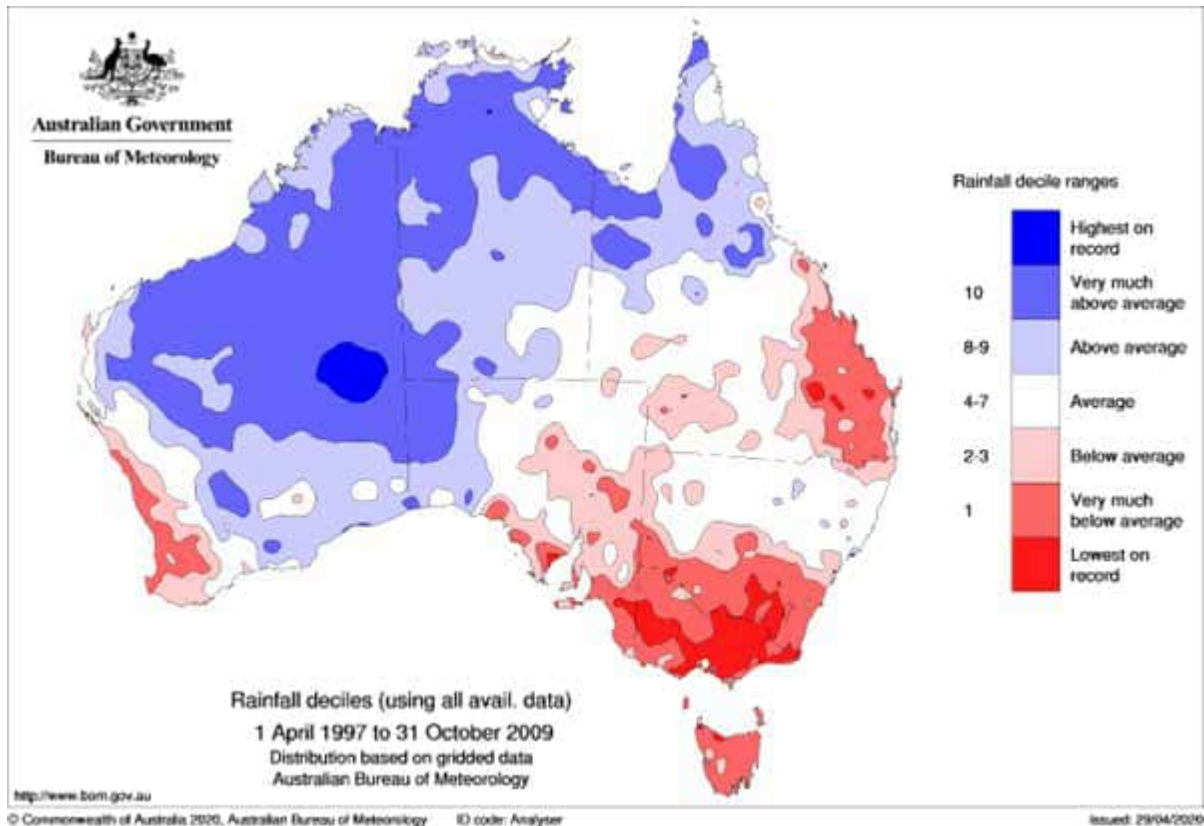 Australian Government
Bureau of Meteorology
Rainfall decile ranges
Highest on
record
10
Very much
above average
8-9
Above average
4-7
Average
2-3
Below average
1
Very much
below average
Lowest on
record
Rainfall deciles (using all avail. data)
1 April 1997 to 31 October 2009
Distribution based on gridded data
Australian Bureau of Meteorology
http://www.bom.gov.au
© Commonwealth of Australia 2020, Australian Bureau of Meteorology
ID code: Analyser
Issued: 29/04/2020